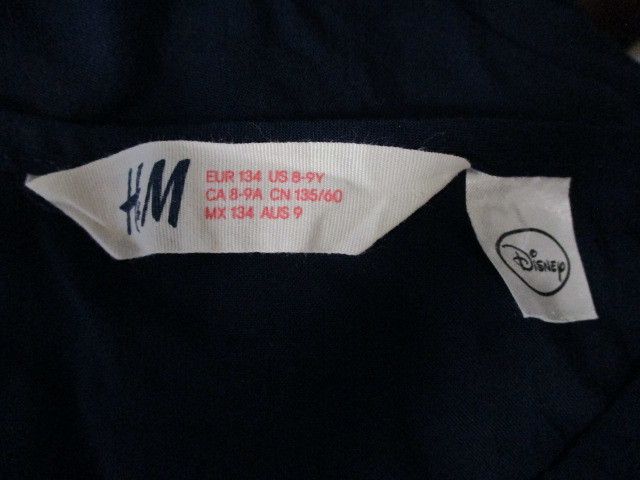 H&M
EUR 134 US 8-9Y
CA 8-9A CN 135/60
MX 134 AUS 9
Disney